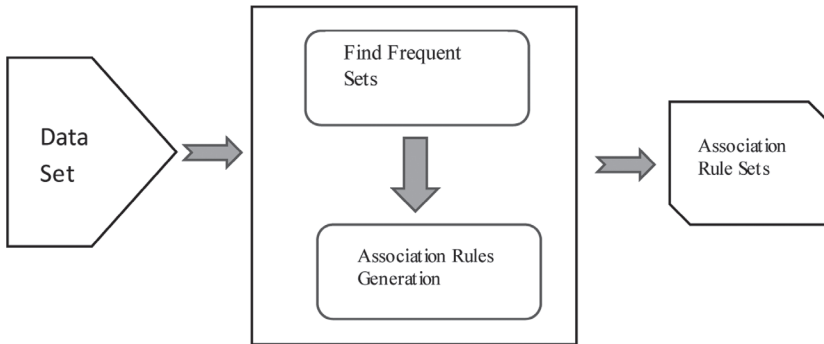 Data
Set
Find Frequent
Sets
Association Rules
Generation
Association
Rule Sets